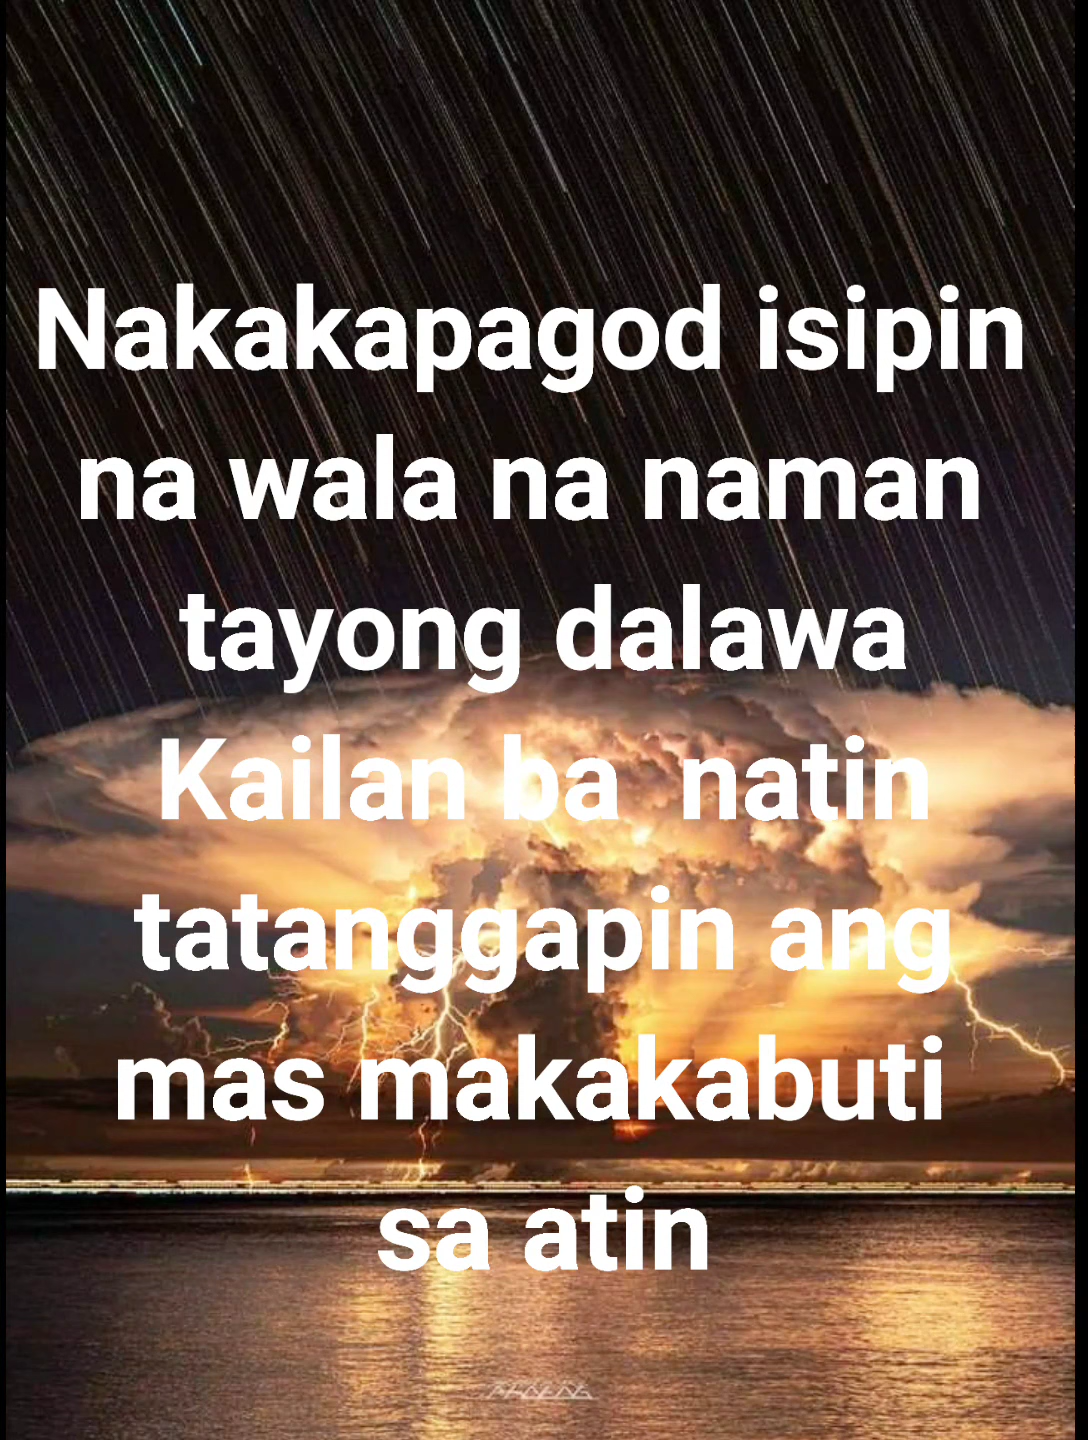 Nakakapagod isipin
na wala na naman
tayong dalawa
Kailan ba  natin
tatanggapin ang
mas makakabuti
sa atin